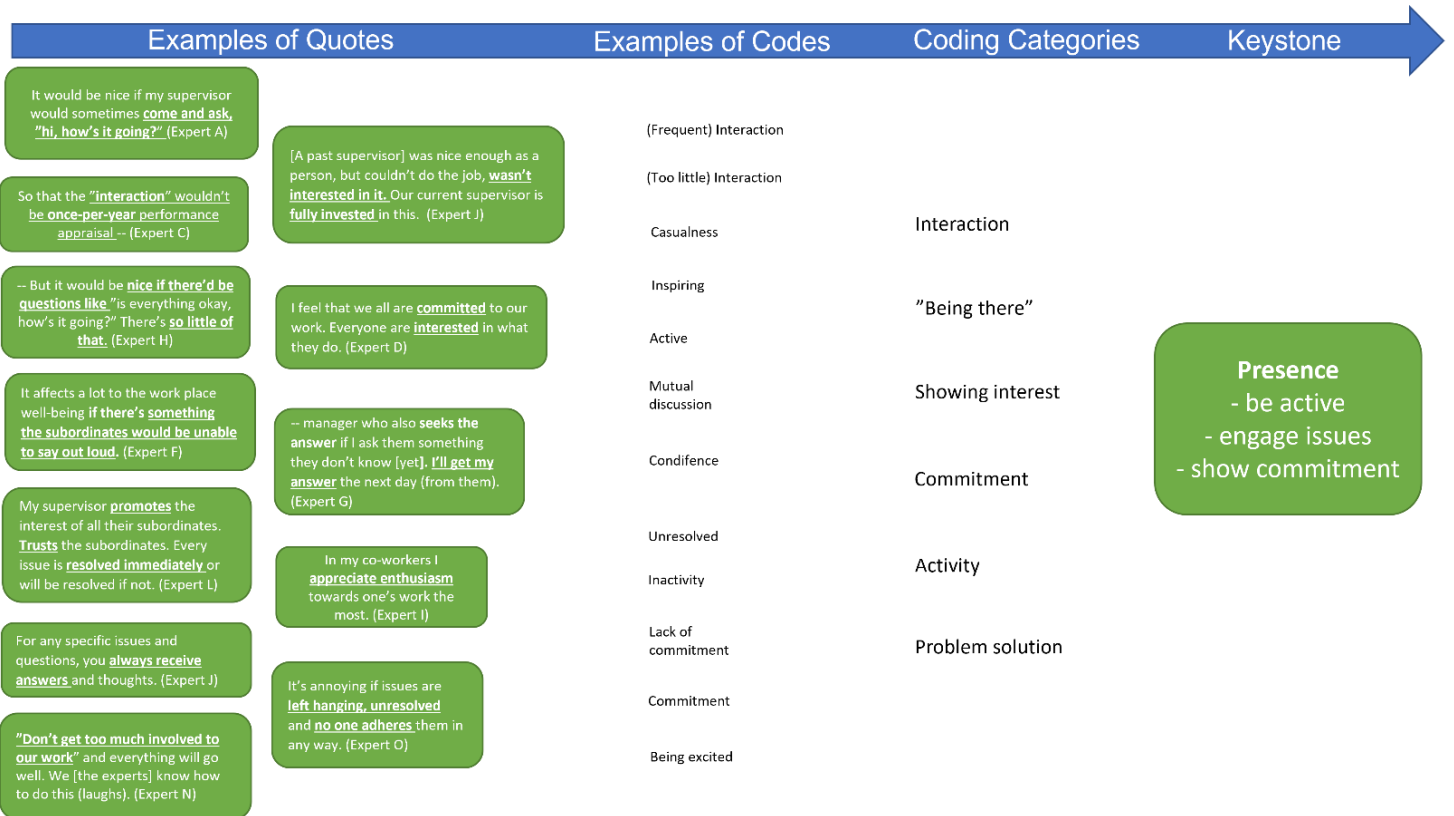 Examples of Quotes
Examples of Codes
Coding Categories
Keystone
It would be nice if my supervisor
would sometimes come and ask,
”hi, how’s it going?” (Expert A)
So that the ”interaction” wouldn’t
be once-per-year performance
appraisal -- (Expert C)
-- But it would be nice if there’d be
questions like ”is everything okay,
how’s it going?” There’s so little of
that. (Expert H)
It affects a lot to the work place
well-being if there’s something
the subordinates would be unable
to say out loud. (Expert F)
My supervisor promotes the
interest of all their subordinates.
Trusts the subordinates. Every
issue is resolved immediately or
will be resolved if not. (Expert L)
For any specific issues and
questions, you always receive
answers and thoughts. (Expert J)
”Don’t get too much involved to
our work” and everything will go
well. We [the experts] know how
to do this (laughs). (Expert N)
[A past supervisor] was nice enough as a
person, but couldn’t do the job, wasn’t
interested in it. Our current supervisor is
fully invested in this. (Expert J)
I feel that we all are committed to our
work. Everyone are interested in what
they do. (Expert D)
-- manager who also seeks the
answer if I ask them something
they don’t know [yet]. I’ll get my
answer the next day (from them).
(Expert G)
In my co-workers I
appreciate enthusiasm
towards one’s work the
most. (Expert I)
It’s annoying if issues are
left hanging, unresolved
and no one adheres them in
any way. (Expert O)
(Frequent) Interaction
(Too little) Interaction
Casualness
Inspiring
Active
Mutual
discussion
Condifence
Unresolved
Inactivity
Lack of
commitment
Commitment
Being excited
Interaction
”Being there”
Showing interest
Commitment
Activity
Problem solution
Presence
- be active
- engage issues
- show commitment